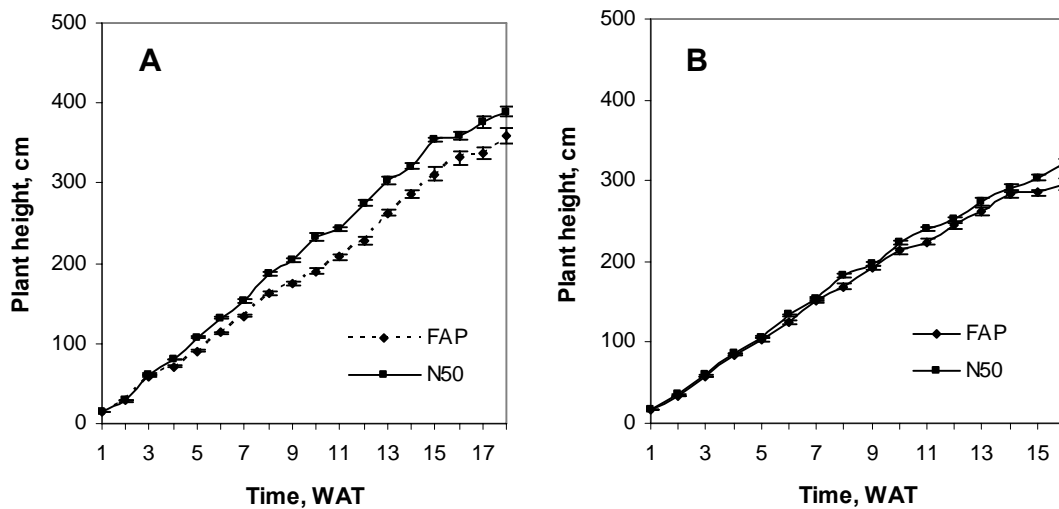 A
Plant height, cm
500
400
300
200
100
0
FAP
N50
1 3 5 7 9 11 13 15 17
Time, WAT
B
Plant height, cm
500
400
300
200
100
0
FAP
N50
1 3 5 7 9 11 13 15
Time, WAT